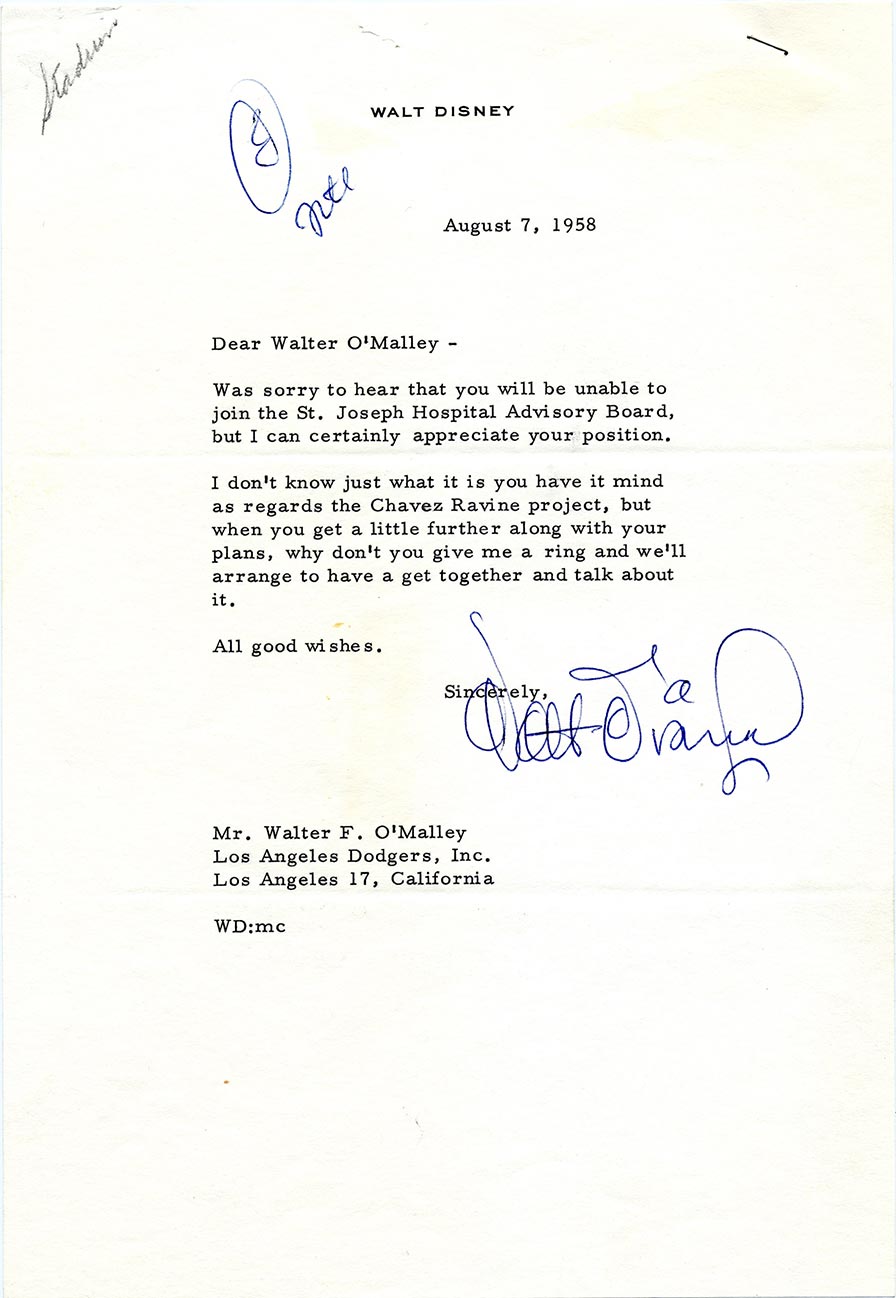 Stadium
WALT DISNEY
August 7, 1958
Dear Walter O'Malley -
Was sorry to hear that you will be unable to
join the St. Joseph Hospital Advisory Board,
but I can certainly appreciate your position.
I don't know just what it is you have it mind
as regards the Chavez Ravine project, but
when you get a little further along with your
plans, why don't you give me a ring and we'll
arrange to have a get together and talk about
it.
All good wishes.
Sincerely,
Walt Disney
Mr. Walter F. O'Malley
Los Angeles Dodgers, Inc.
Los Angeles 17, California
WD:mc